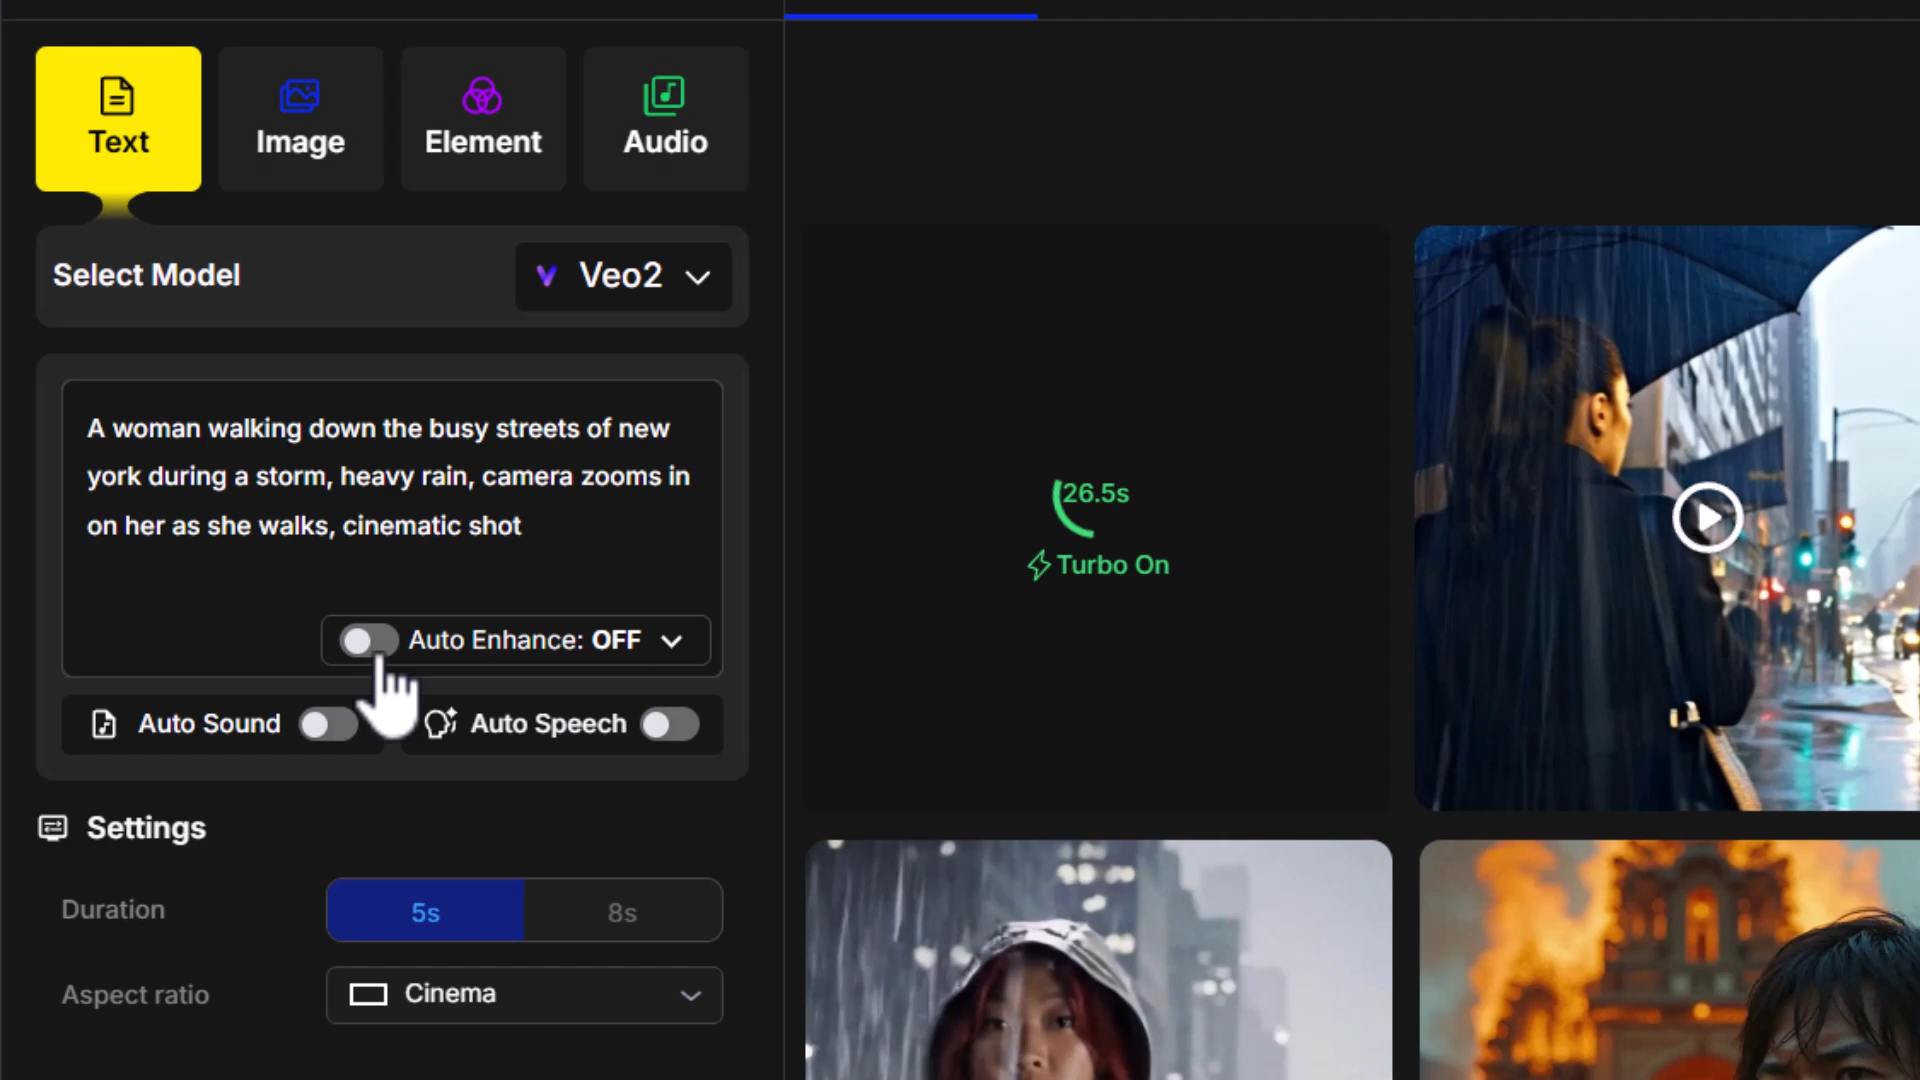 Text
Image
Element
Audio
Select Model
Veo2
A woman walking down the busy streets of new
york during a storm, heavy rain, camera zooms in
on her as she walks, cinematic shot
Auto Enhance: OFF
Auto Sound
Auto Speech
Settings
Duration
5s
8s
Aspect ratio
Cinema
26.5s
Turbo On